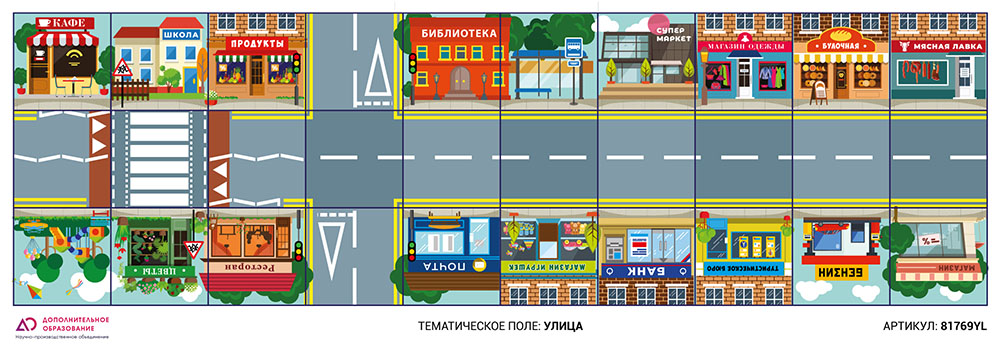 КАФЕ
ШКОЛА
ПРОДУКТЫ
БИБЛИОТЕКА
СУПЕР
МАРКЕТ
МАГАЗИН ОДЕЖДЫ
БУЛОЧНАЯ
МЯСНАЯ ЛАВКА
ЦВЕТЫ
Ресторан
ПОЧТА
МАГАЗИН ИГРУШЕК
БАНК
ТУРИСТИЧЕСКОЕ БЮРО
БЕНЗИН
%
МАГАЗИН
ДОПОЛНИТЕЛЬНОЕ
ОБРАЗОВАНИЕ
Научно-производственное объединение
ТЕМАТИЧЕСКОЕ ПОЛЕ: УЛИЦА
АРТИКУЛ: 81769YL